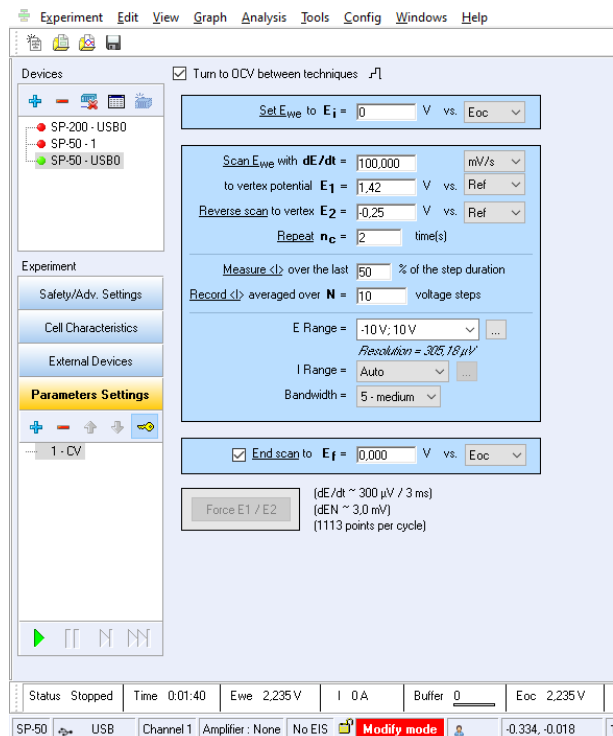 Experiment Edit View Graph Analysis Tools Config Windows Help
Devices
SP-200 - USB0
SP-50 - 1
SP-50 - USB0
Experiment
Safety/Adv. Settings
Cell Characteristics
External Devices
Parameters Settings
1 - CV
Turn to OCV between techniques
Set EWE to Ei = 0 V vs. Eoc
Scan EWE with dE/dt = 100,000 mV/s
to vertex potential E1 = 1,42 V vs. Ref
Reverse scan to vertex E2 = -0,25 V vs. Ref
Repeat nc = 2 time(s)
Measure <I> over the last 50 % of the step duration
Record <I> averaged over N = 10 voltage steps
E Range = -10 V; 10 V ...
Resolution = 305,18 µV
I Range = Auto ...
Bandwidth = 5 - medium
End scan to Ef = 0,000 V vs. Eoc
Force E1 / E2
(dE/dt ~ 300 µV / 3 ms)
(dEN ~ 3,0 mV)
(1113 points per cycle)
Status Stopped Time 0:01:40 Ewe 2,235 V I 0 A Buffer 0 Eoc 2,235 V
SP-50 USB Channel 1 Amplifier : None No EIS Modify mode -0.334, -0.018